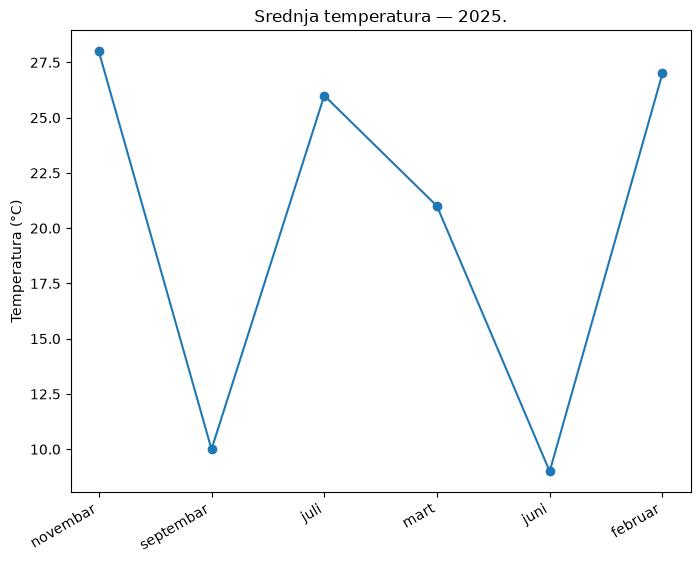 Srednja temperatura — 2025.
Temperatura (°C)
27.5
25.0
22.5
20.0
17.5
15.0
12.5
10.0
novembar
septembar
juli
mart
juni
februar